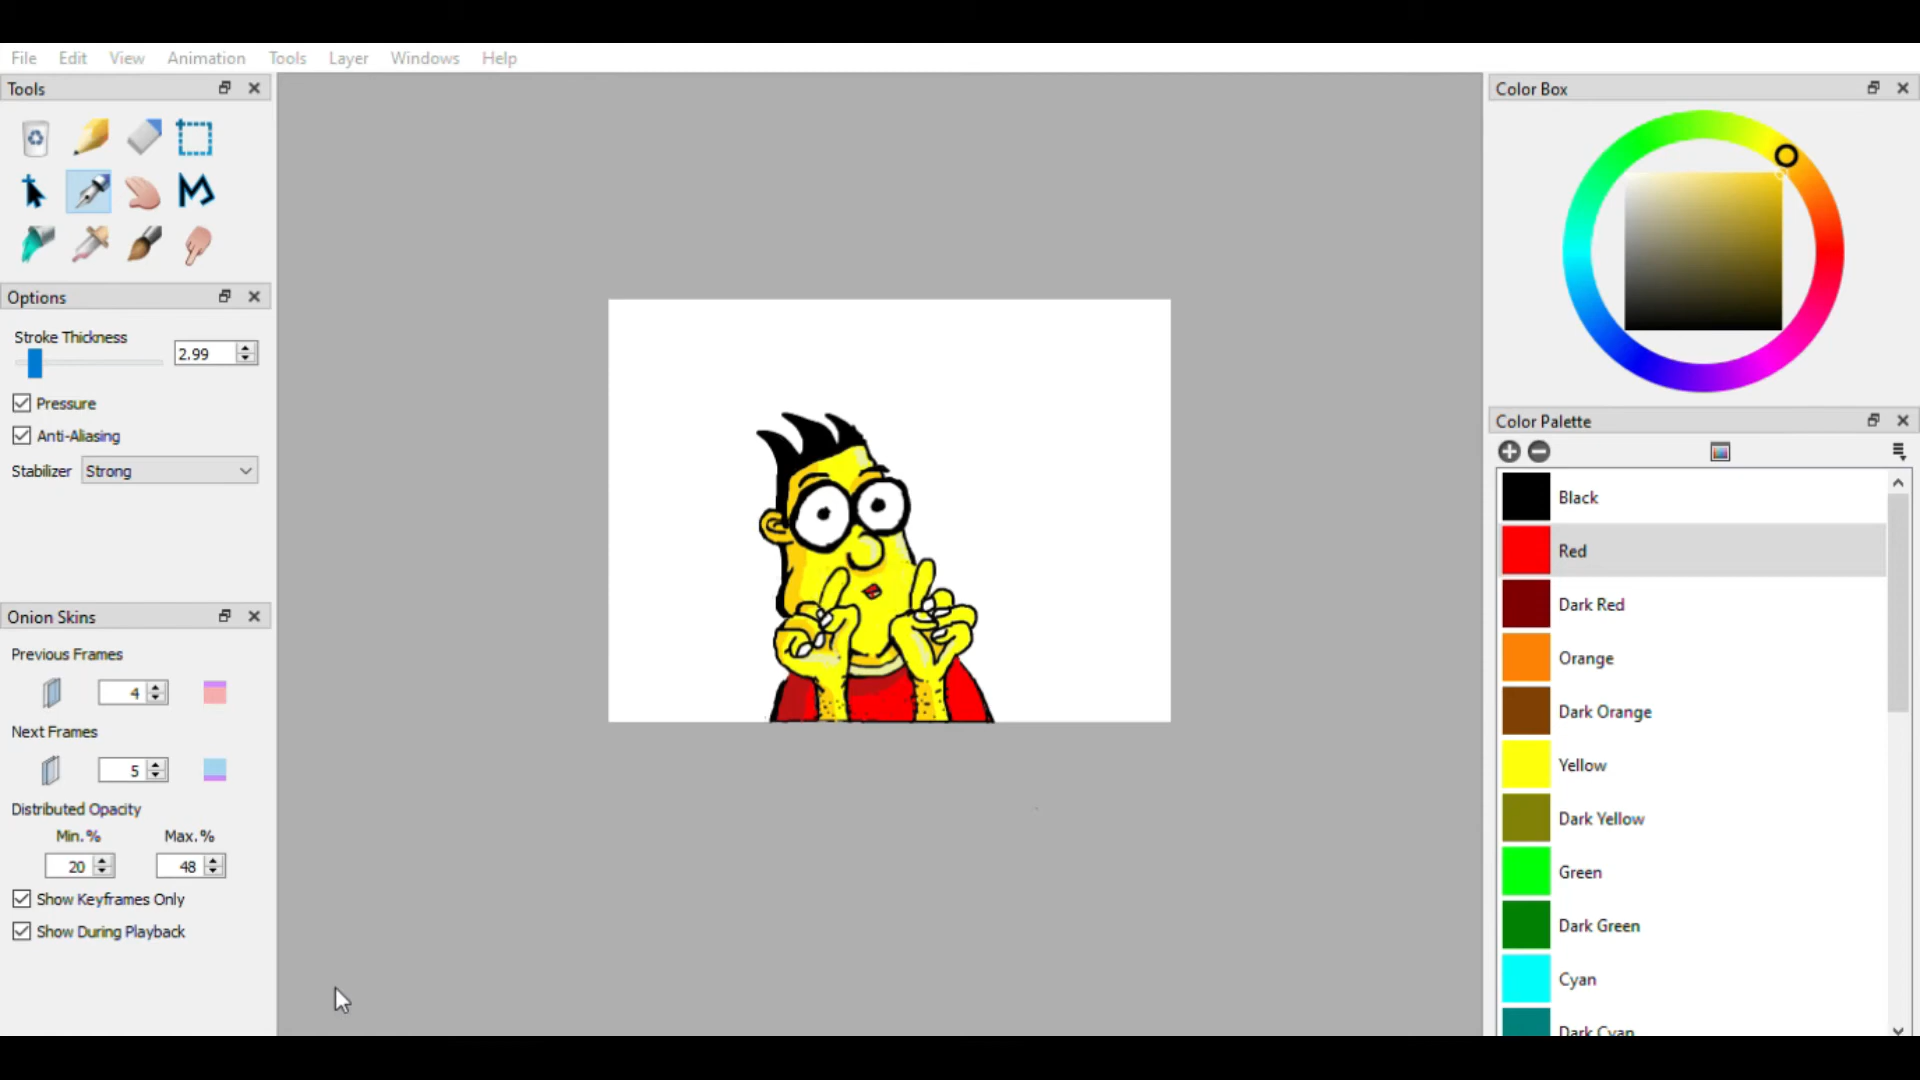 File Edit View Animation Tools Layer Windows Help
Tools
Options
Stroke Thickness
2.99
Pressure
Anti-Aliasing
Stabilizer Strong
Onion Skins
Previous Frames
4
Next Frames
5
Distributed Opacity
Min.% Max.%
20 48
Show Keyframes Only
Show During Playback
Color Box
Color Palette
Black
Red
Dark Red
Orange
Dark Orange
Yellow
Dark Yellow
Green
Dark Green
Cyan
Dark Cyan